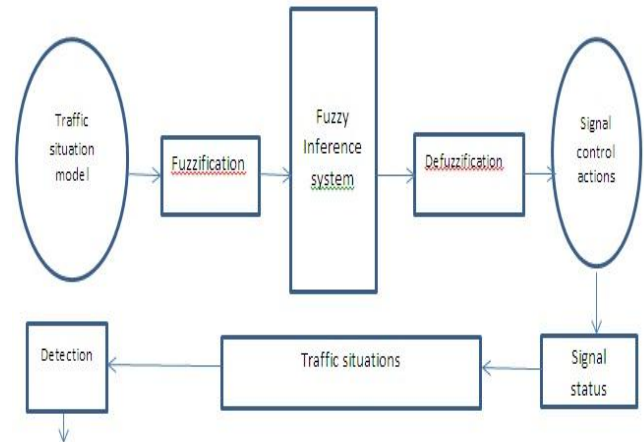 Traffic
situation
model
Fuzzification
Fuzzy
Inference
system
Defuzzification
Signal
control
actions
Detection
Traffic situations
Signal
status